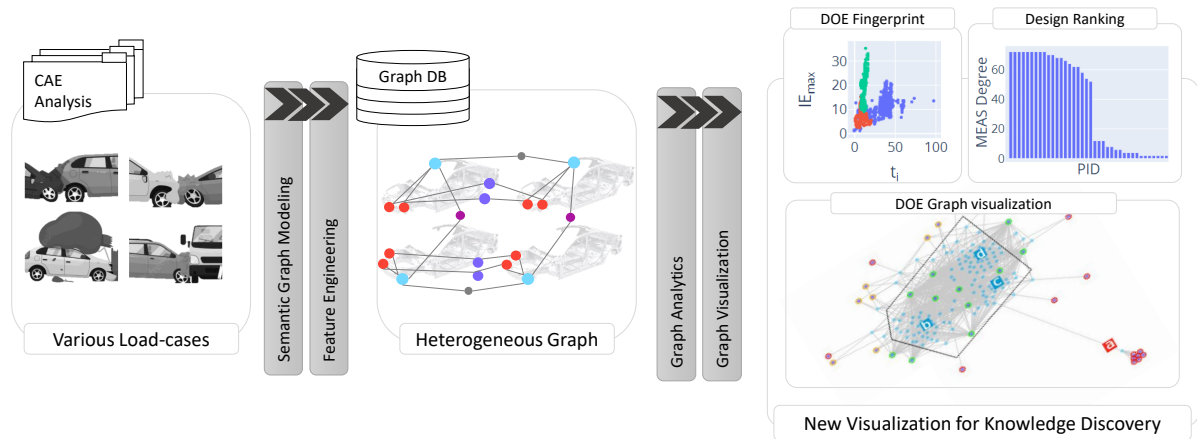 CAE
Analysis
Various Load-cases
Semantic Graph Modeling
Feature Engineering
Graph DB
Heterogeneous Graph
Graph Analytics
Graph Visualization
DOE Fingerprint
IEmax
30
20
10
0
0
50
100
ti
Design Ranking
MEAS Degree
60
40
20
0
PID
DOE Graph visualization
d
c
b
a
New Visualization for Knowledge Discovery